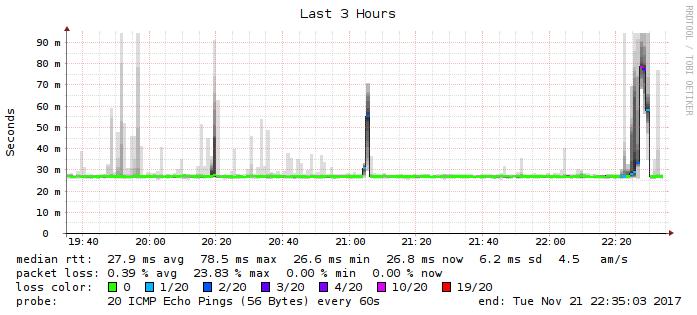 Last 3 Hours
RRDTOOL / TOBI OETIKER
Seconds
90 m
80 m
70 m
60 m
50 m
40 m
30 m
20 m
10 m
0
19:40 20:00 20:20 20:40 21:00 21:20 21:40 22:00 22:20
median rtt: 27.9 ms avg 78.5 ms max 26.6 ms min 26.8 ms now 6.2 ms sd 4.5 am/s
packet loss: 0.39 % avg 23.83 % max 0.00 % min 0.00 % now
loss color: 0 1/20 2/20 3/20 4/20 10/20 19/20
probe: 20 ICMP Echo Pings (56 Bytes) every 60s end: Tue Nov 21 22:35:03 2017